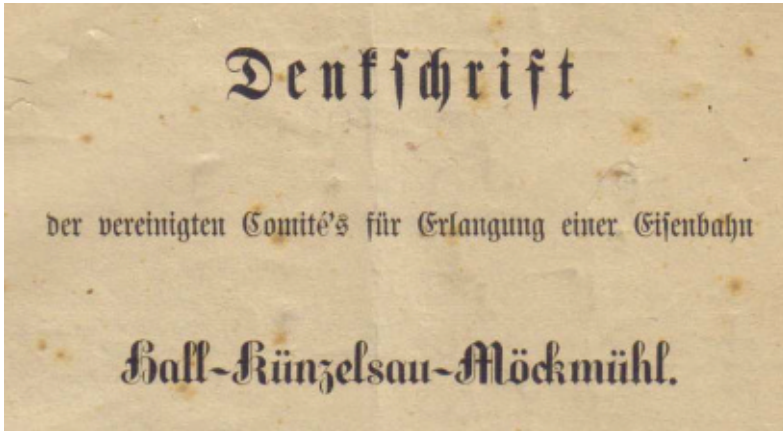 Denkschrift
der vereinigten Comité's für Erlangung einer Eisenbahn
Hall-Künzelsau-Möckmühl.